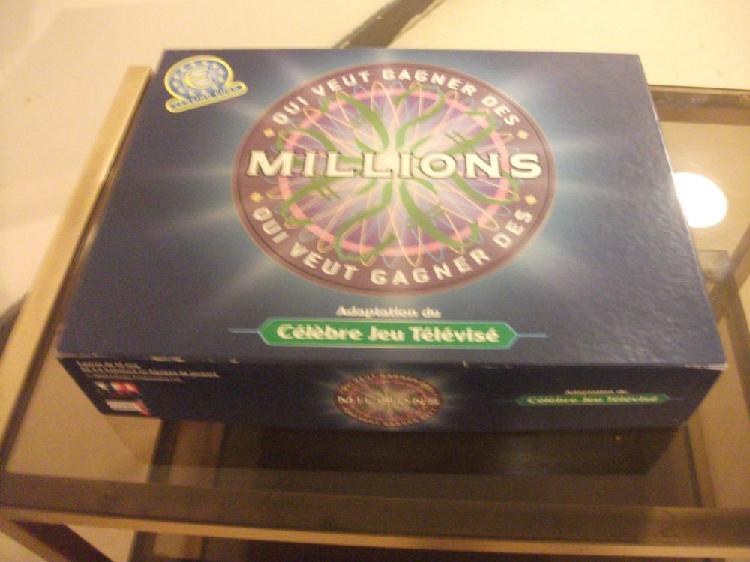 QUI VEUT GAGNER DES
MILLIONS
QUI VEUT GAGNER DES
Adaptation du
Célèbre Jeu Télévisé
MILLIONS
Adaptation du
Célèbre Jeu Télévisé